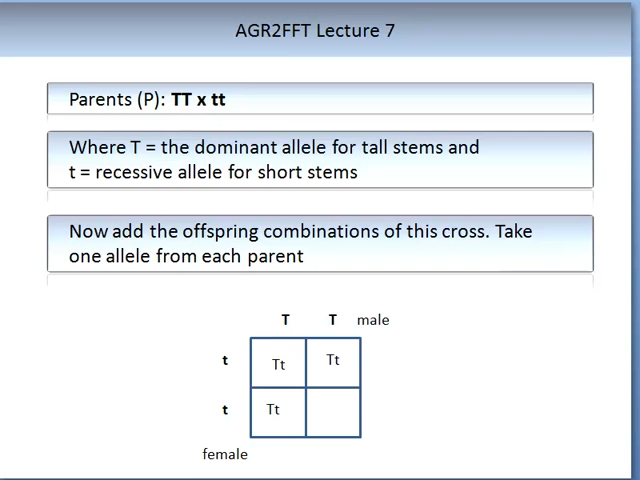 AGR2FFT Lecture 7
Parents (P): TT x tt
Where T = the dominant allele for tall stems and
t = recessive allele for short stems
Now add the offspring combinations of this cross. Take
one allele from each parent
T T male
t Tt Tt
t Tt
female